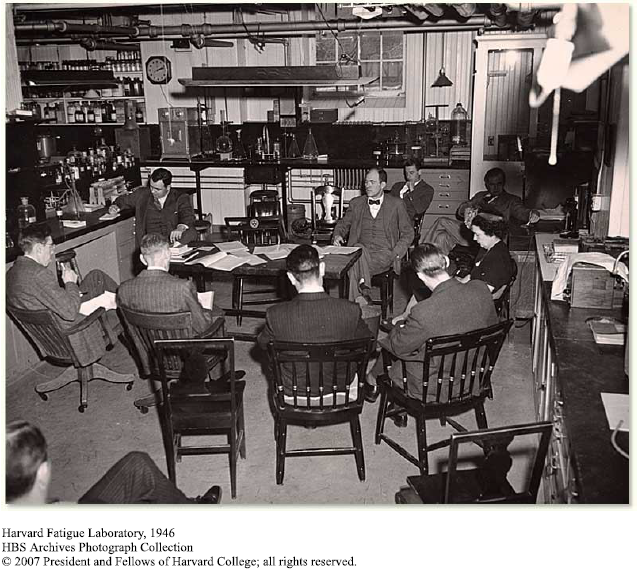 Harvard Fatigue Laboratory, 1946
HBS Archives Photograph Collection
© 2007 President and Fellows of Harvard College; all rights reserved.